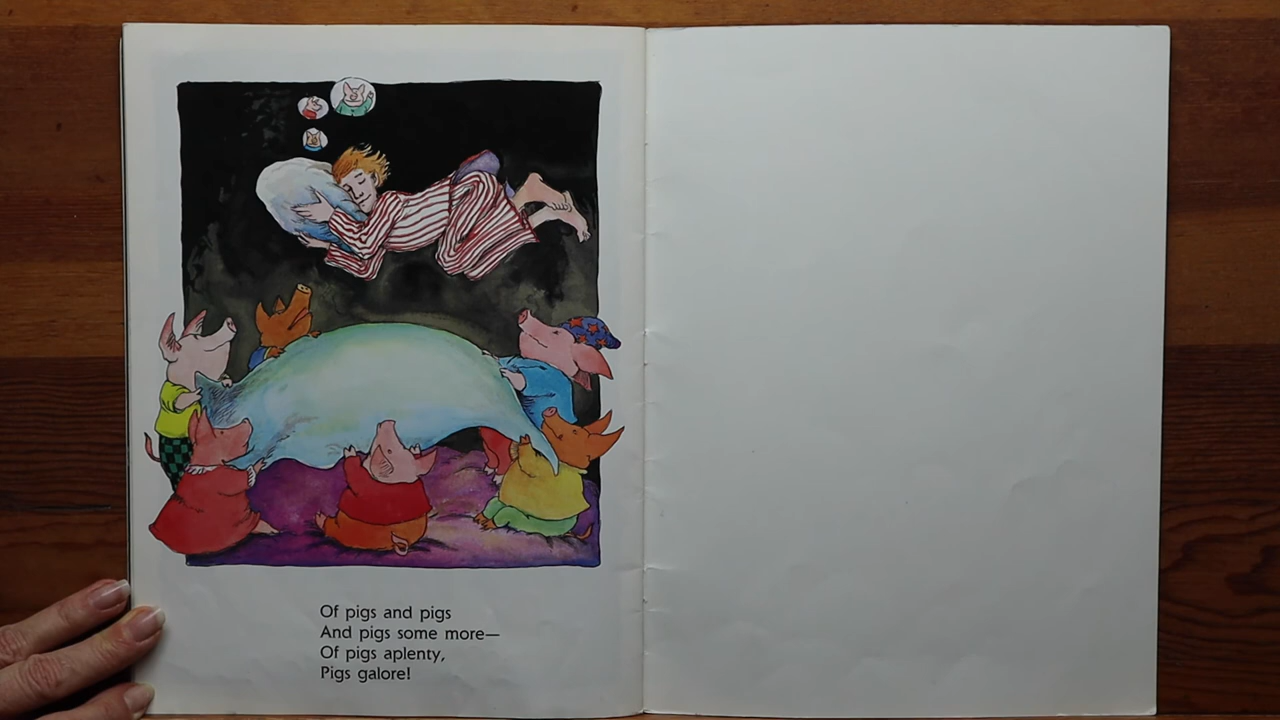 Of pigs and pigs
And pigs some more—
Of pigs aplenty,
Pigs galore!